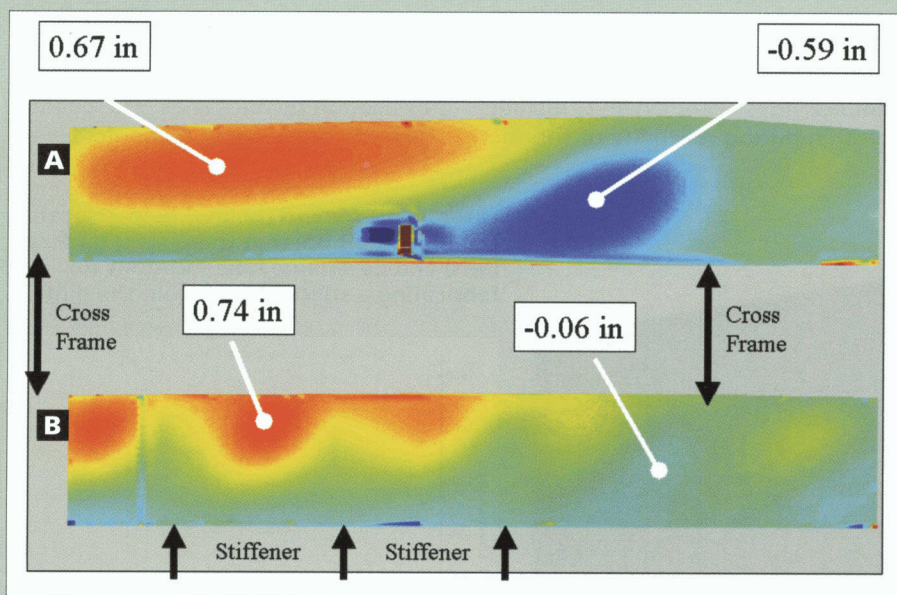 0.67 in
-0.59 in
A
Cross
Frame
0.74 in
-0.06 in
Cross
Frame
B
Stiffener
Stiffener